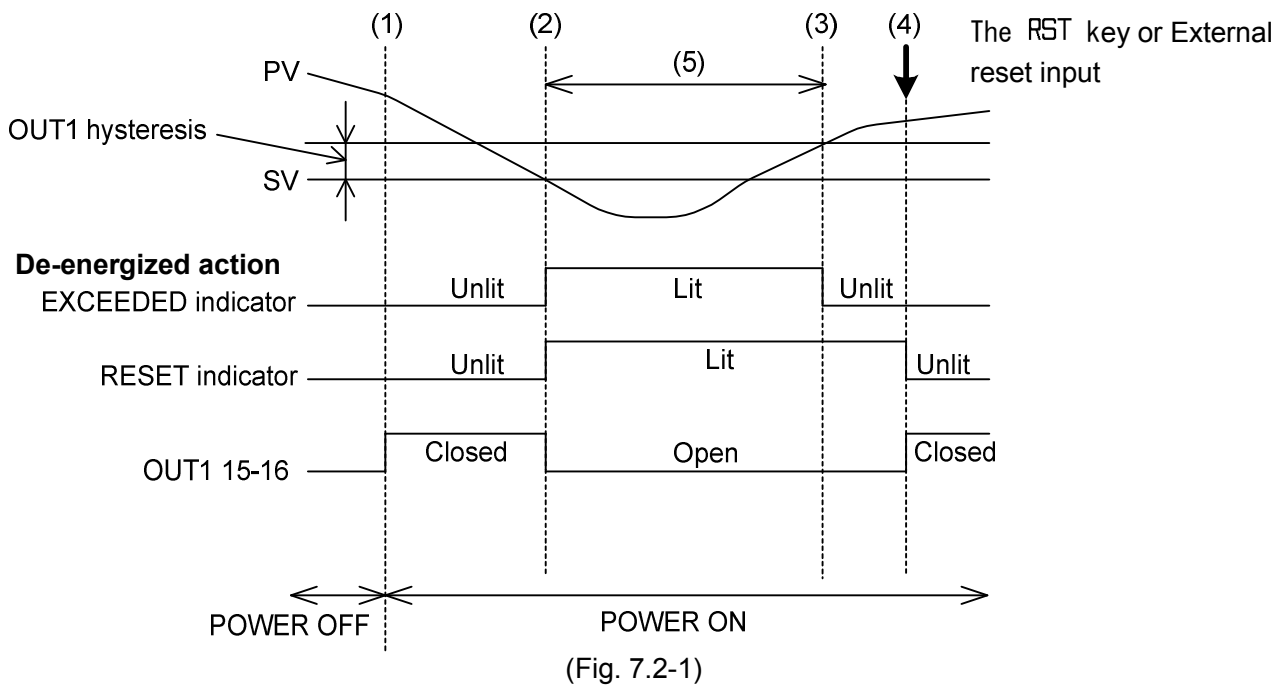 (1)
(2)
(3)
(4)
The RST key or External
reset input
PV
(5)
OUT1 hysteresis
SV
De-energized action
EXCEEDED indicator
Unlit
Lit
Unlit
RESET indicator
Unlit
Lit
Unlit
OUT1 15-16
Closed
Open
Closed
POWER OFF
POWER ON
(Fig. 7.2-1)